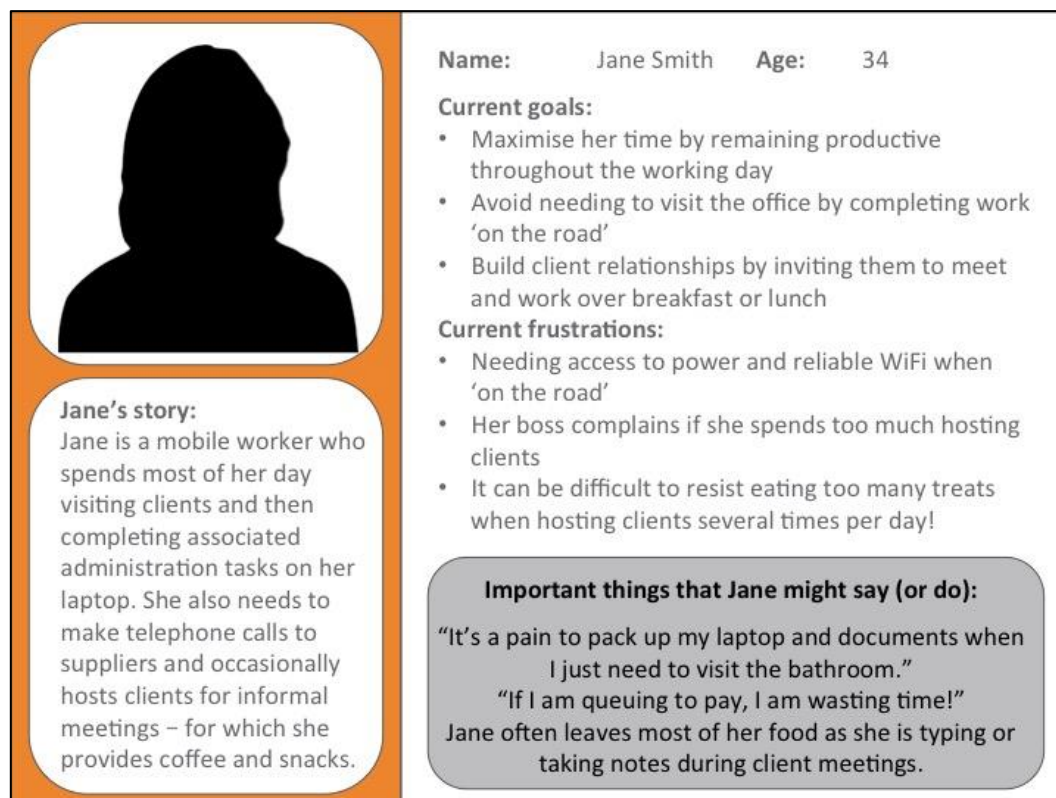 Name: Jane Smith Age: 34
Current goals:
• Maximise her time by remaining productive
throughout the working day
• Avoid needing to visit the office by completing work
‘on the road’
• Build client relationships by inviting them to meet
and work over breakfast or lunch
Current frustrations:
• Needing access to power and reliable WiFi when
‘on the road’
• Her boss complains if she spends too much hosting
clients
• It can be difficult to resist eating too many treats
when hosting clients several times per day!
Jane’s story:
Jane is a mobile worker who
spends most of her day
visiting clients and then
completing associated
administration tasks on her
laptop. She also needs to
make telephone calls to
suppliers and occasionally
hosts clients for informal
meetings – for which she
provides coffee and snacks.
Important things that Jane might say (or do):
“It’s a pain to pack up my laptop and documents when
I just need to visit the bathroom.”
“If I am queuing to pay, I am wasting time!”
Jane often leaves most of her food as she is typing or
taking notes during client meetings.